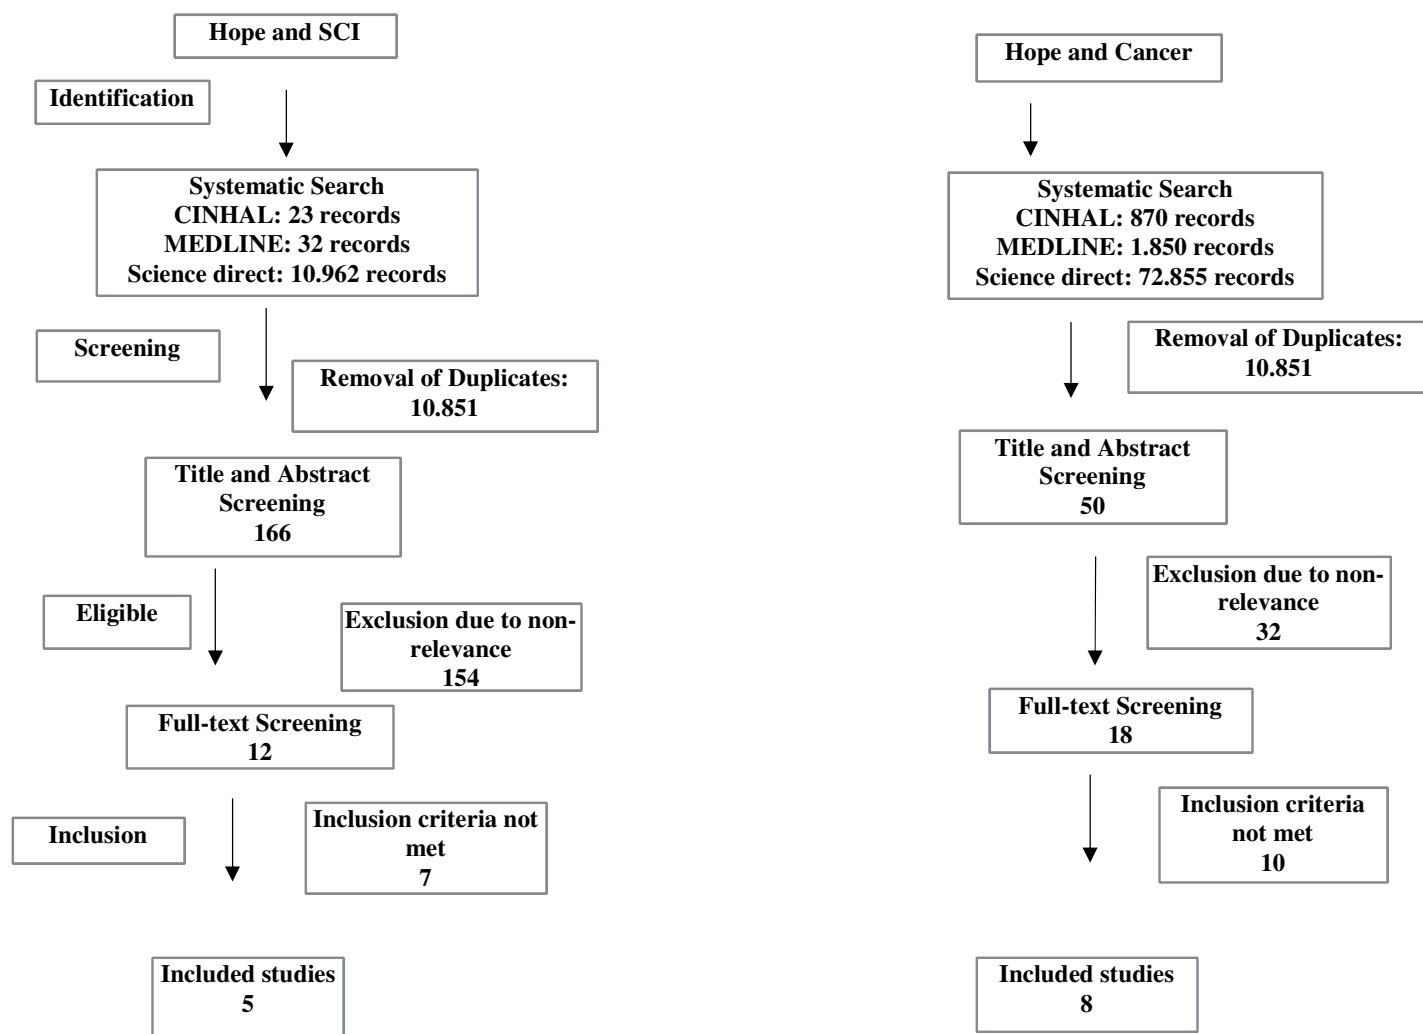 Hope and SCI
Identification
Systematic Search
CINHAL: 23 records
MEDLINE: 32 records
Science direct: 10.962 records
Screening
Removal of Duplicates:
10.851
Title and Abstract
Screening
166
Eligible
Exclusion due to non-
relevance
154
Full-text Screening
12
Inclusion
Inclusion criteria not
met
7
Included studies
5
Hope and Cancer
Systematic Search
CINHAL: 870 records
MEDLINE: 1.850 records
Science direct: 72.855 records
Removal of Duplicates:
10.851
Title and Abstract
Screening
50
Exclusion due to non-
relevance
32
Full-text Screening
18
Inclusion criteria
not met
10
Included studies
8